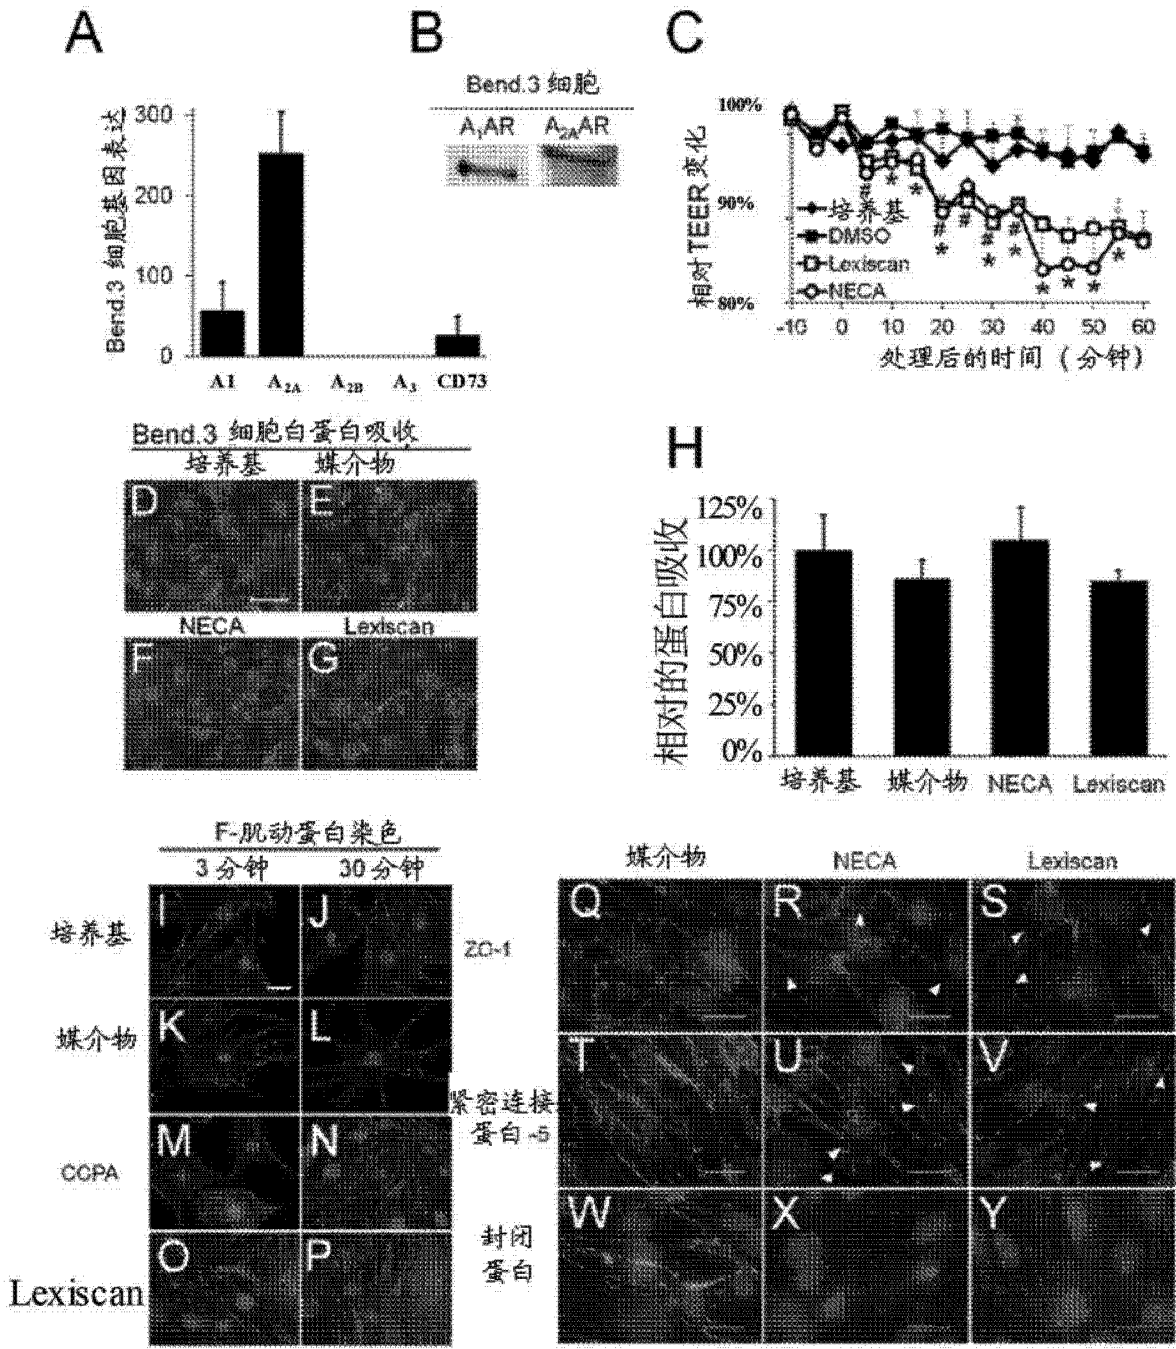 A
Bend.3 细胞基因表达
300
200
100
0
A1
A2A
A2B
A3
CD73
B
Bend.3 细胞
A1AR
A2AAR
C
相对 TEER 变化
100%
90%
80%
培养基
DMSO
Lexiscan
NECA
# * * # * # # * # * * * * *
-10 0 10 20 30 40 50 60
处理后的时间 (分钟)
Bend.3 细胞白蛋白吸收
培养基
媒介物
D
E
NECA
Lexiscan
F
G
H
相对的蛋白吸收
125%
100%
75%
50%
25%
0%
培养基
媒介物
NECA
Lexiscan
F-肌动蛋白染色
3 分钟
30 分钟
培养基
I
J
媒介物
K
L
CCPA
M
N
Lexiscan
O
P
媒介物
NECA
Lexiscan
ZO-1
Q
R
S
紧密连接
蛋白 -5
T
U
V
封闭
蛋白
W
X
Y